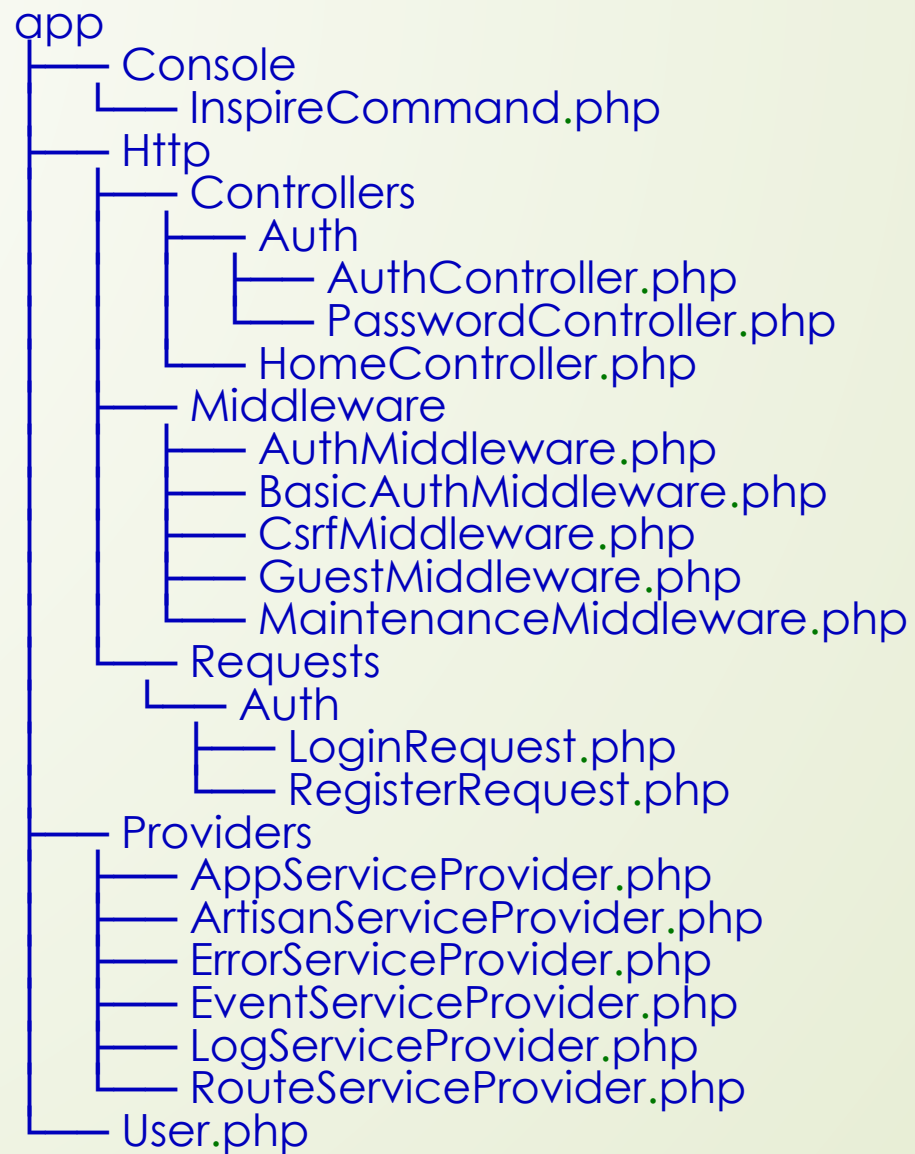 app
Console
InspireCommand.php
Http
Controllers
Auth
AuthController.php
PasswordController.php
HomeController.php
Middleware
AuthMiddleware.php
BasicAuthMiddleware.php
CsrfMiddleware.php
GuestMiddleware.php
MaintenanceMiddleware.php
Requests
Auth
LoginRequest.php
RegisterRequest.php
Providers
AppServiceProvider.php
ArtisanServiceProvider.php
ErrorServiceProvider.php
EventServiceProvider.php
LogServiceProvider.php
RouteServiceProvider.php
User.php